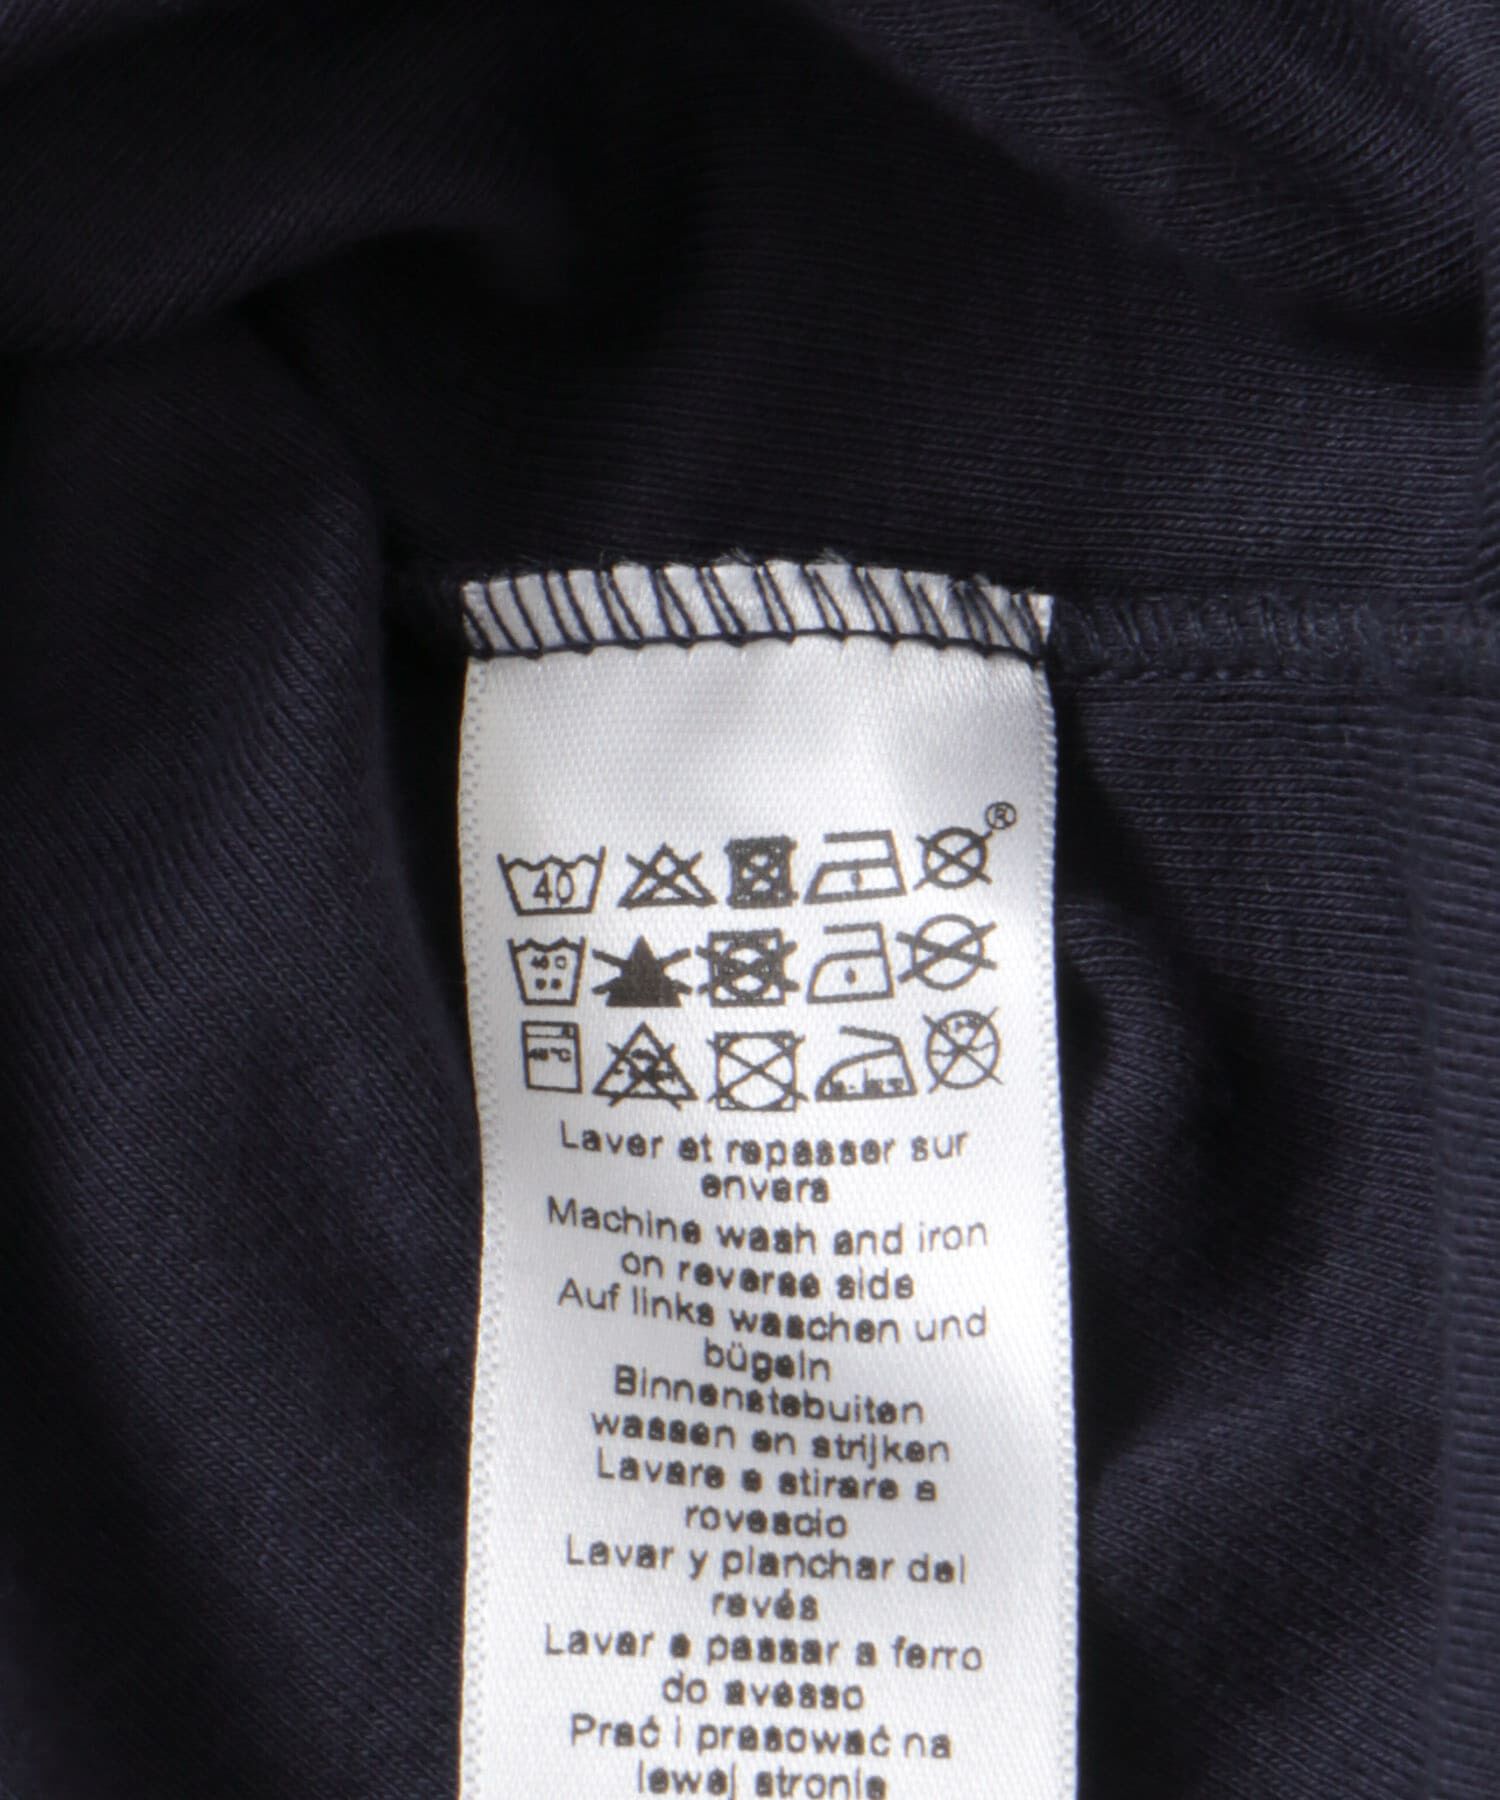 ®
40
40 C
40°C
Laver et repasser sur
envers
Machine wash and iron
on reverse side
Auf links waschen und
bügeln
Binnenstebuiten
wassen en strijken
Lavare e stirare a
rovescio
Lavar y planchar del
revés
Lavar e passar a ferro
do avesso
Prać i prasować na
lewej stronie